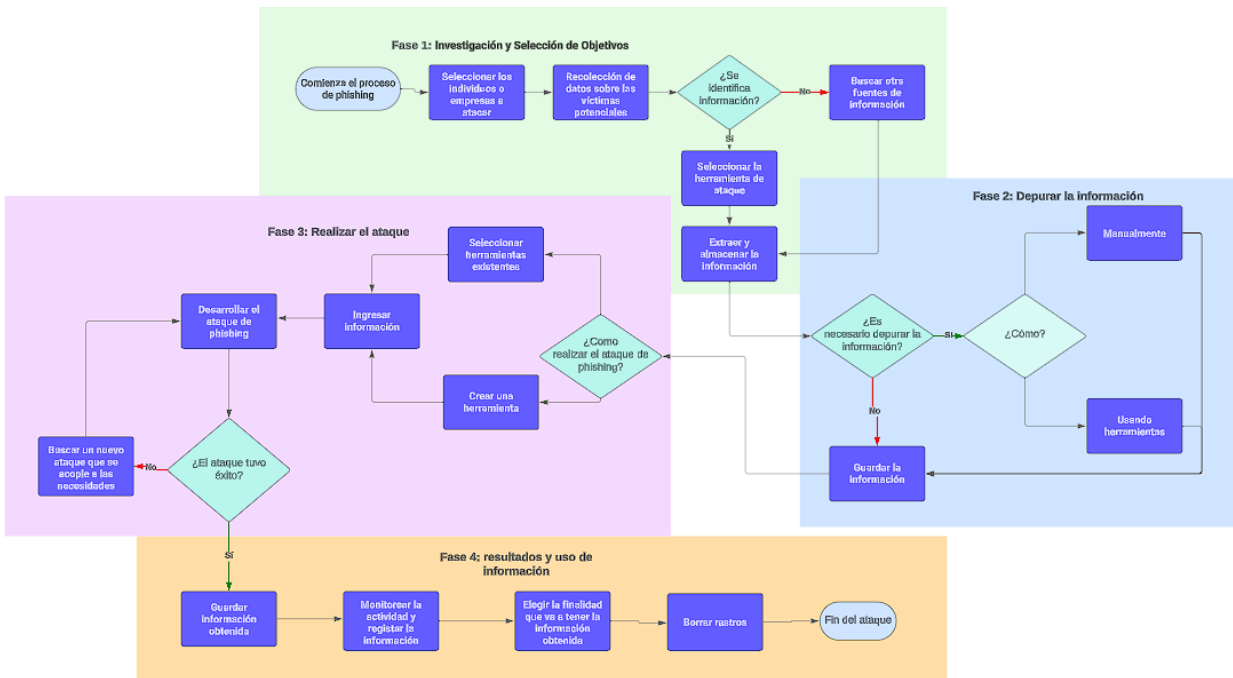 Fase 1: Investigación y Selección de Objetivos
Comienza el proceso
de phishing
Seleccionar los
individuos o
empresas a
atacar
Recolección de
datos sobre las
víctimas
potenciales
¿Se
identifica
información?
No
Buscar otra
fuentes de
información
Sí
Seleccionar la
herramienta de
ataque
Extraer y
almacenar la
información
Fase 2: Depurar la información
¿Es
necesario depurar la
información?
Sí
¿Cómo?
Manualmente
Usando
herramientas
No
Guardar la
información
Fase 3: Realizar el ataque
¿Como
realizar el ataque de
phishing?
Seleccionar
herramientas
existentes
Crear una
herramienta
Ingresar
información
Desarrollar el
ataque de
phishing
¿El ataque tuvo
éxito?
No
Buscar un nuevo
ataque que se
acople a las
necesidades
Sí
Fase 4: resultados y uso de
información
Guardar
información
obtenida
Monitorear la
actividad y
registar la
información
Elegir la finalidad
que va a tener la
información
obtenida
Borrar rastros
Fin del ataque